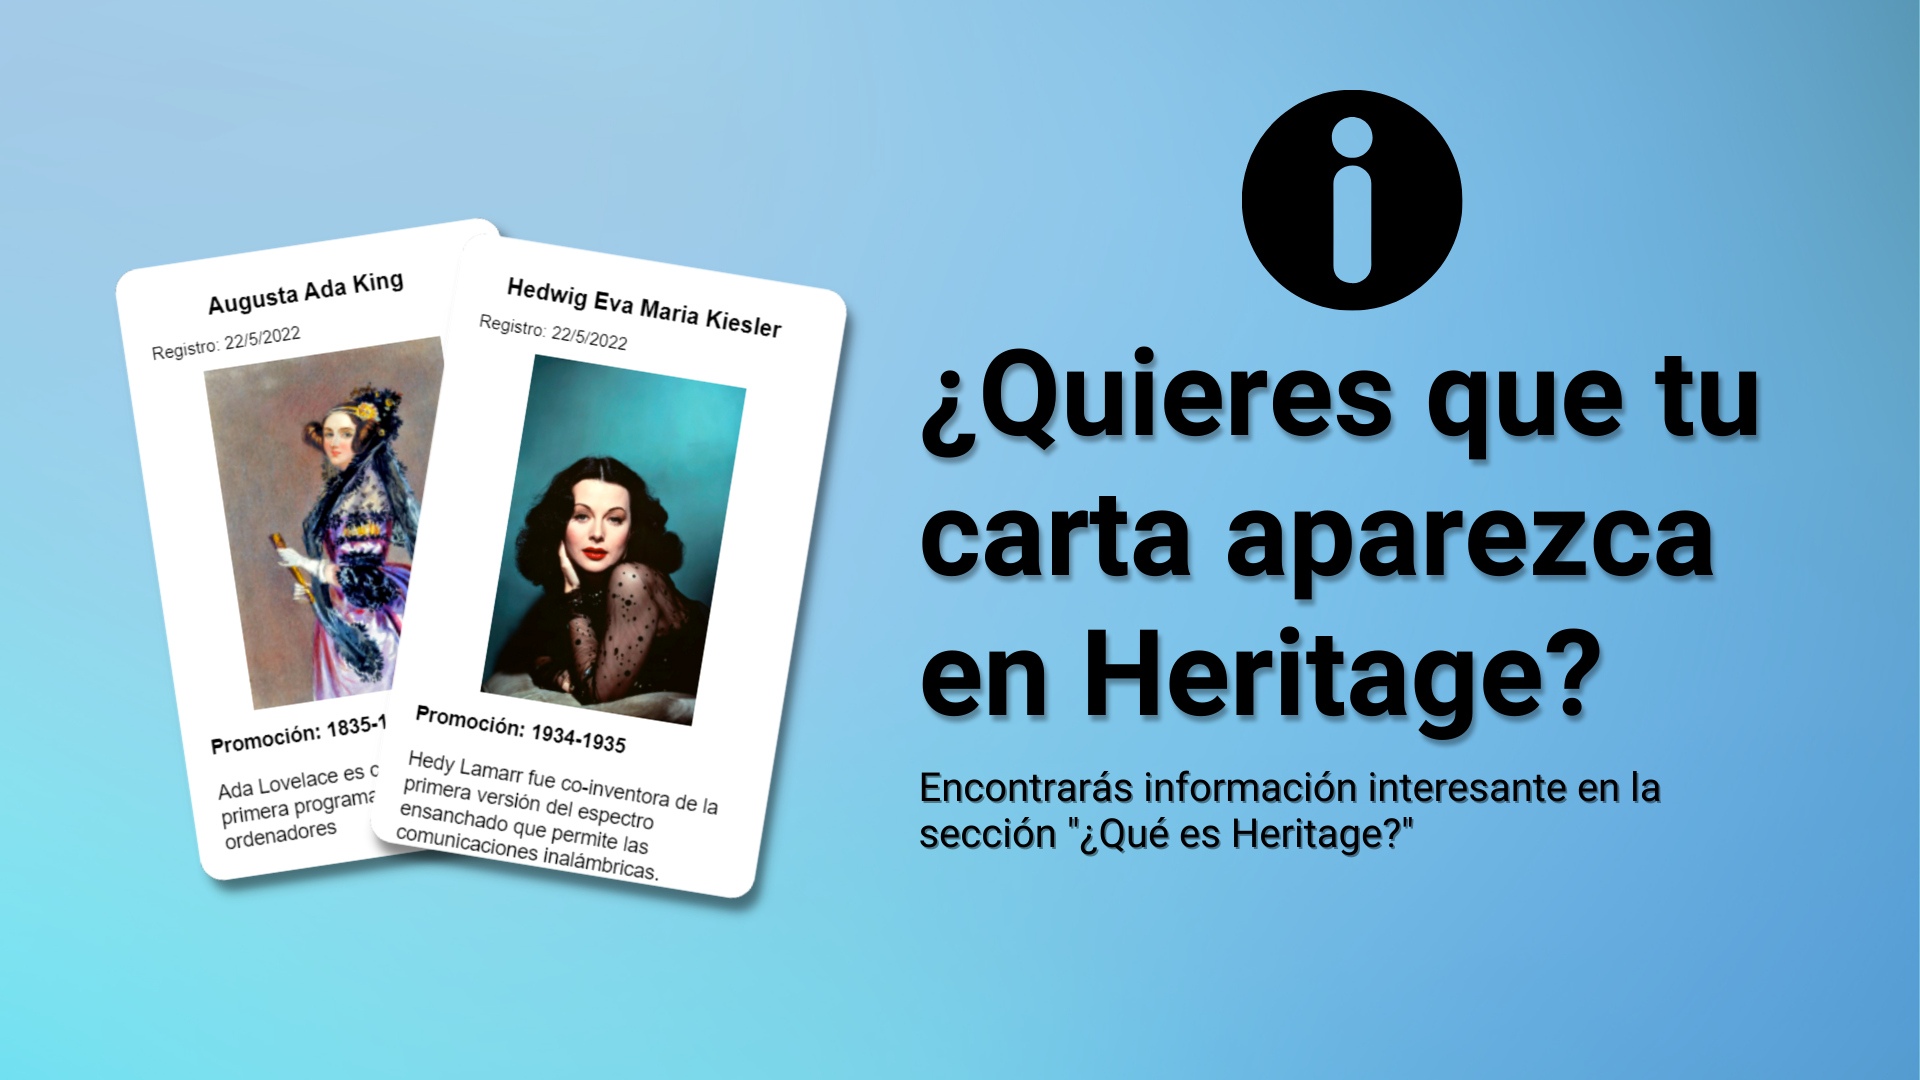 Augusta Ada King
Registro: 22/5/2022
Promoción: 1835-1
Ada Lovelace es
primera
ordenadores
Hedwig Eva Maria Kiesler
Registro: 22/5/2022
Promoción: 1934-1935
Hedy Lamarr fue co-inventora de la
primera versión del espectro
ensanchado que permite las
comunicaciones inalámbricas.
i
¿Quieres que tu
carta aparezca
en Heritage?
Encontrarás información interesante en la
sección "¿Qué es Heritage?"